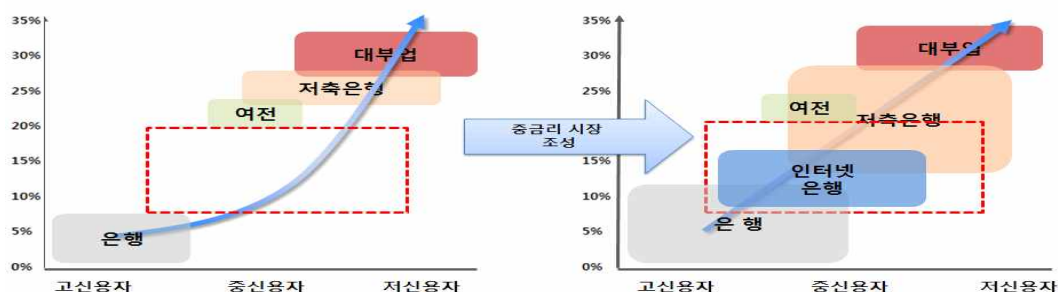 35%
30%
25%
20%
15%
10%
5%
0%
대부업
저축은행
여전
은행
고신용자 중신용자 저신용자
중금리 시장
조성
35%
30%
25%
20%
15%
10%
5%
0%
대부업
여전
저축은행
인터넷
은행
은 행
고신용자 중신용자 저신용자